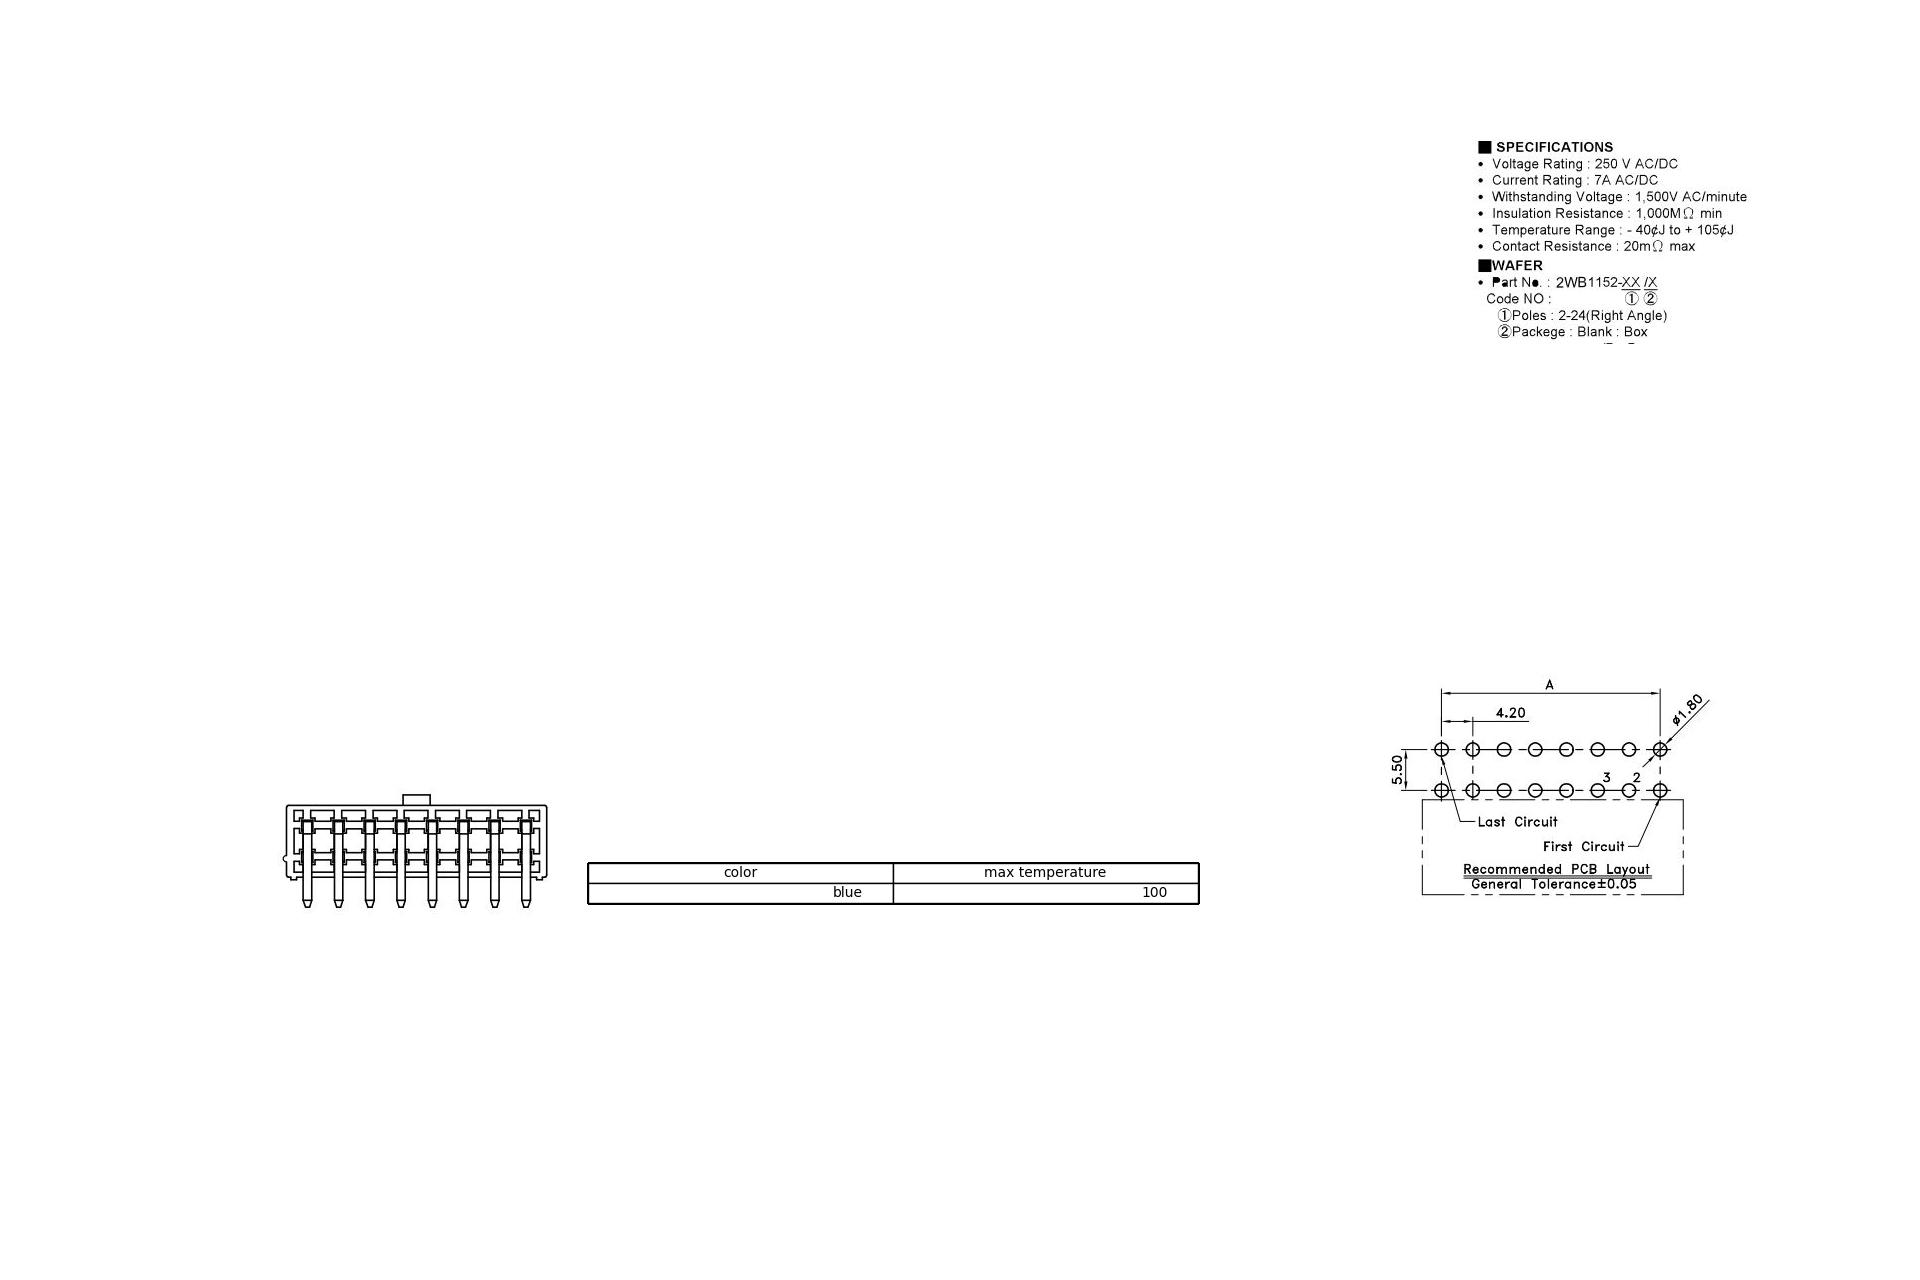 ■ SPECIFICATIONS
• Voltage Rating : 250 V AC/DC
• Current Rating : 7A AC/DC
• Withstanding Voltage : 1,500V AC/minute
• Insulation Resistance : 1,000MΩ min
• Temperature Range : - 40¢J to + 105¢J
• Contact Resistance : 20mΩ max
■WAFER
• Part No. : 2WB1152-XX /X
Code NO : ① ②
①Poles : 2-24(Right Angle)
②Packege : Blank : Box
A
4.20
ø1.80
5.50
3 2
Last Circuit
First Circuit
Recommended PCB Layout
General Tolerance±0.05
color max temperature
blue 100